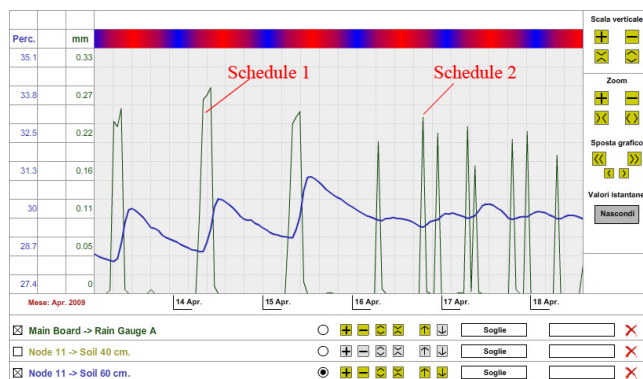 Scala verticale
Perc. mm
35.1 0.33
Schedule 1
Schedule 2
Zoom
33.8 0.27
32.5 0.22
Sposta grafico
31.3 0.16
Valori istantane
30 0.11
Nascondi
28.7 0.05
27.4 0
Mese: Apr. 2009 14 Apr. 15 Apr. 16 Apr. 17 Apr. 18 Apr.
Main Board -> Rain Gauge A Soglie
Node 11 -> Soil 40 cm. Soglie
Node 11 -> Soil 60 cm. Soglie